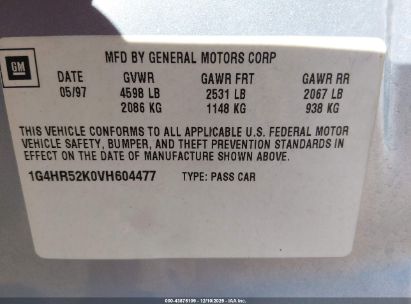 GM
MFD BY GENERAL MOTORS CORP
DATE GVWR GAWR FRT GAWR RR
05/97 4598 LB 2531 LB 2067 LB
2086 KG 1148 KG 938 KG
THIS VEHICLE CONFORMS TO ALL APPLICABLE U.S. FEDERAL MOTOR
VEHICLE SAFETY, BUMPER, AND THEFT PREVENTION STANDARDS IN
EFFECT ON THE DATE OF MANUFACTURE SHOWN ABOVE.
1G4HR52K0VH604477 TYPE: PASS CAR